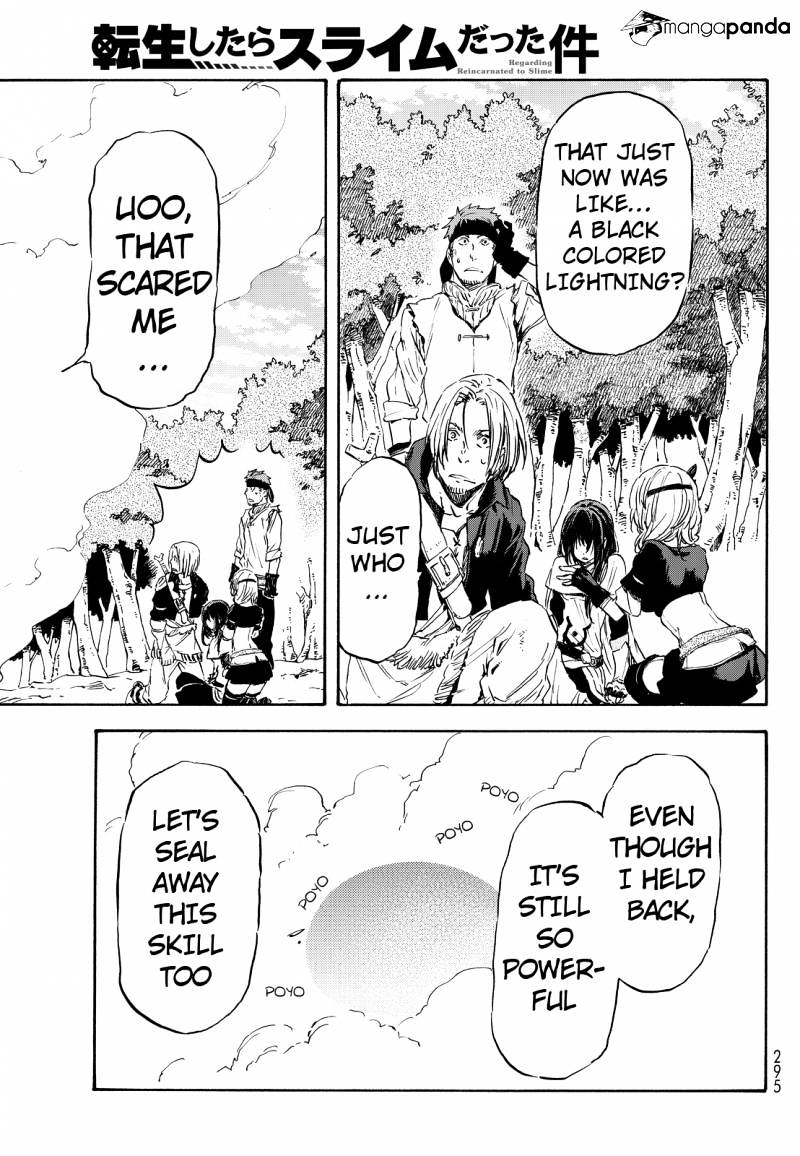 転生したらスライムだった件
Regarding
Reincarnated to Slime
mangapanda
THAT JUST
NOW WAS
LIKE...
A BLACK
COLORED
LIGHTNING?
JUST
WHO
...
UOO,
THAT
SCARED
ME
...
EVEN
THOUGH
I HELD
BACK,
IT'S
STILL
SO
POWER-
FUL
POYO
POYO
POYO
POYO
LET'S
SEAL
AWAY
THIS
SKILL
TOO
295